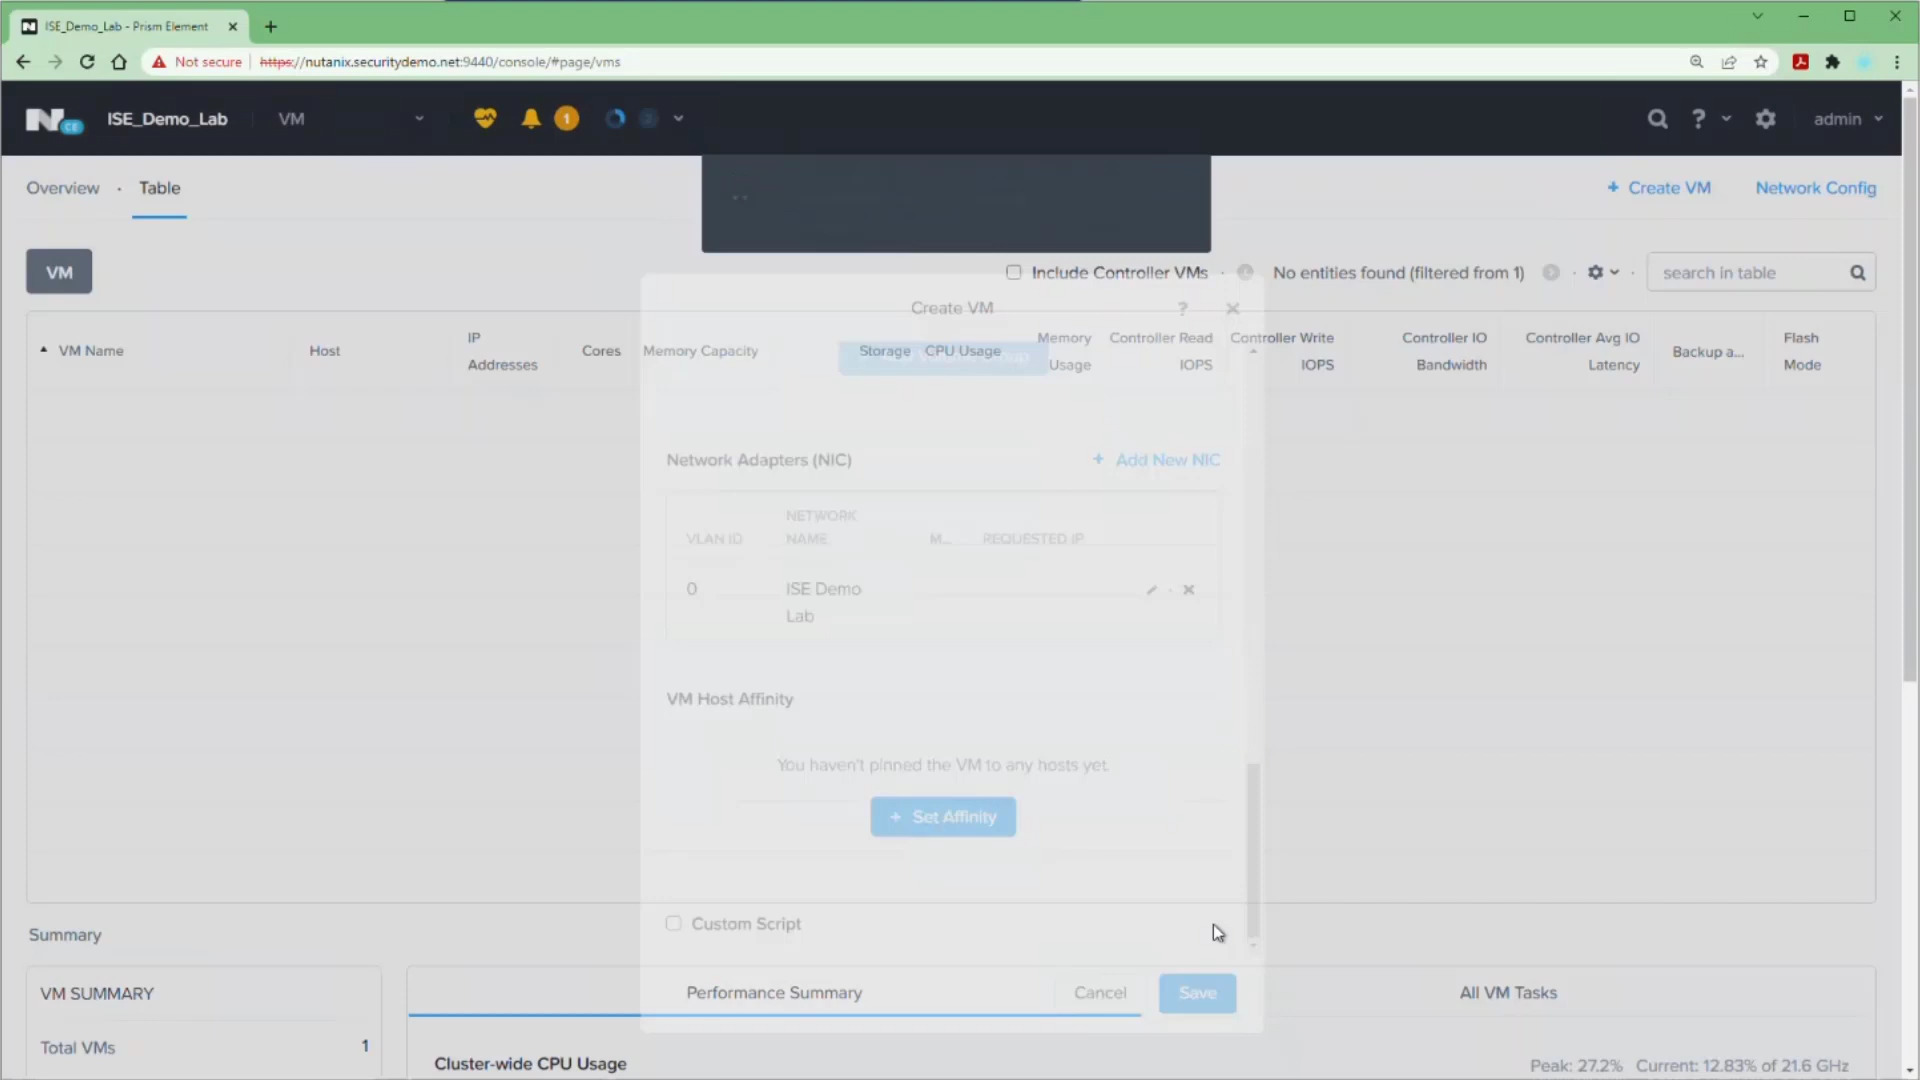 ISE_Demo_Lab - Prism Element
Not secure https://nutanix.securitydemo.net:9440/console/#page/vms
N CE ISE_Demo_Lab VM 1 ? admin
Overview · Table + Create VM Network Config
VM Include Controller VMs · No entities found (filtered from 1) · · search in table
Create VM ?
VM Name Host IP Addresses Cores Memory Capacity Storage CPU Usage Memory Usage Controller Read IOPS Controller Write IOPS Controller IO Bandwidth Controller Avg IO Latency Backup a... Flash Mode
Network Adapters (NIC) + Add New NIC
VLAN ID NETWORK NAME M... REQUESTED IP
0 ISE Demo Lab
VM Host Affinity
You haven't pinned the VM to any hosts yet.
+ Set Affinity
Custom Script
Cancel Save
Summary
VM SUMMARY Performance Summary All VM Tasks
Total VMs 1
Cluster-wide CPU Usage Peak: 27.2% Current: 12.83% of 21.6 GHz